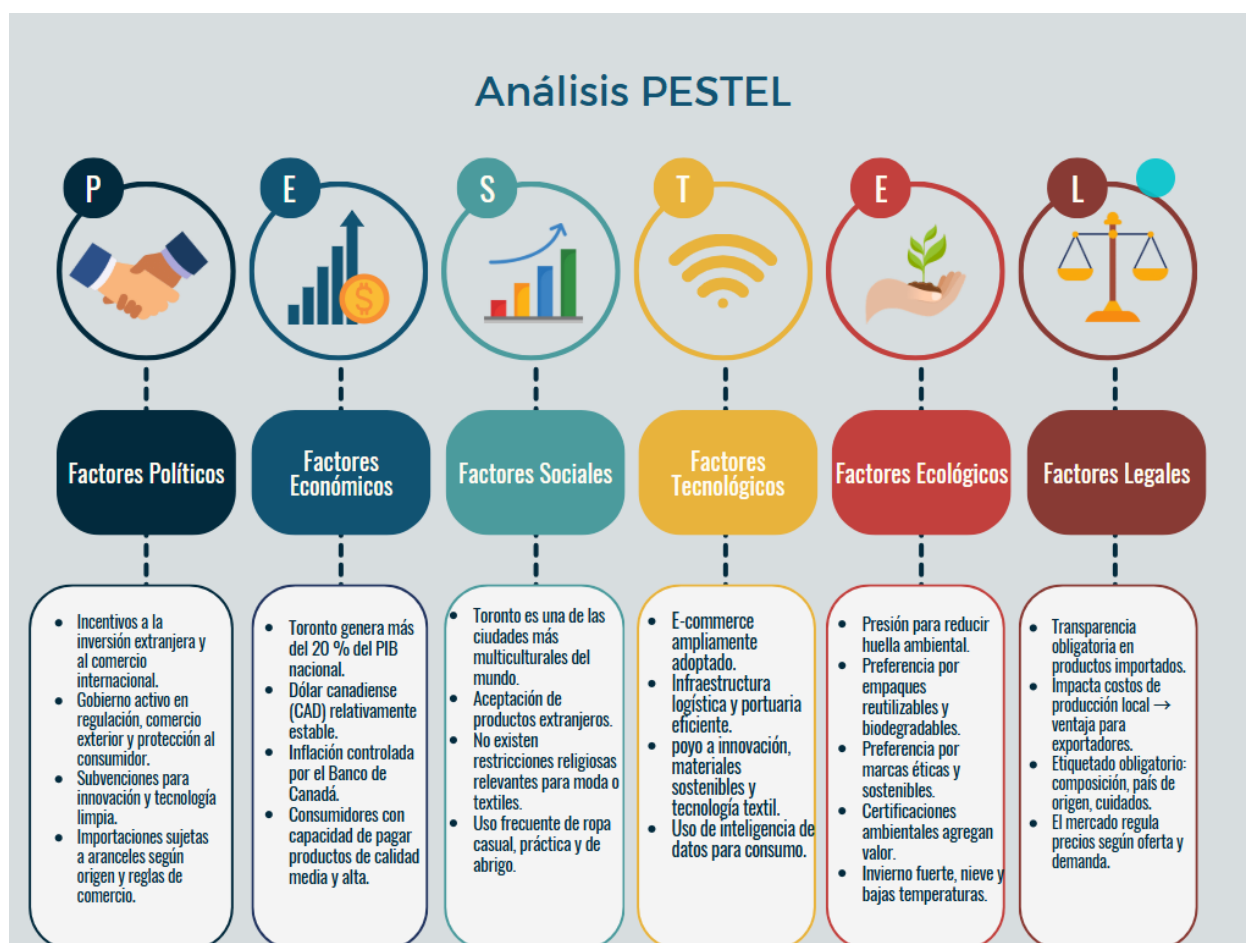 Análisis PESTEL
P
E
S
T
E
L
$
Factores Políticos
Factores
Económicos
Factores Sociales
Factores
Tecnológicos
Factores Ecológicos
Factores Legales
• Incentivos a la
inversión extranjera y
al comercio
internacional.
• Gobierno activo en
regulación, comercio
exterior y protección al
consumidor.
• Subvenciones para
innovación y tecnología
limpia.
• Importaciones sujetas
a aranceles según
origen y reglas de
comercio.
• Toronto genera más
del 20 % del PIB
nacional.
• Dólar canadiense
(CAD) relativamente
estable.
• Inflación controlada
por el Banco de
Canadá.
• Consumidores con
capacidad de pagar
productos de calidad
media y alta.
• Toronto es una de las
ciudades más
multiculturales del
mundo.
• Aceptación de
productos extranjeros.
• No existen
restricciones religiosas
relevantes para moda o
textiles.
• Uso frecuente de ropa
casual, práctica y de
abrigo.
• E-commerce
ampliamente
adoptado.
• Infraestructura
logística y portuaria
eficiente.
• poyo a innovación,
materiales
sostenibles y
tecnología textil.
• Uso de inteligencia de
datos para consumo.
• Presión para reducir
huella ambiental.
• Preferencia por
empaques
reutilizables y
biodegradables.
• Preferencia por
marcas éticas y
sostenibles.
• Certificaciones
ambientales agregan
valor.
• Invierno fuerte, nieve y
bajas temperaturas.
• Transparencia
obligatoria en
productos importados.
• Impacta costos de
producción local →
ventaja para
exportadores.
• Etiquetado obligatorio:
composición, país de
origen, cuidados.
• El mercado regula
precios según oferta y
demanda.